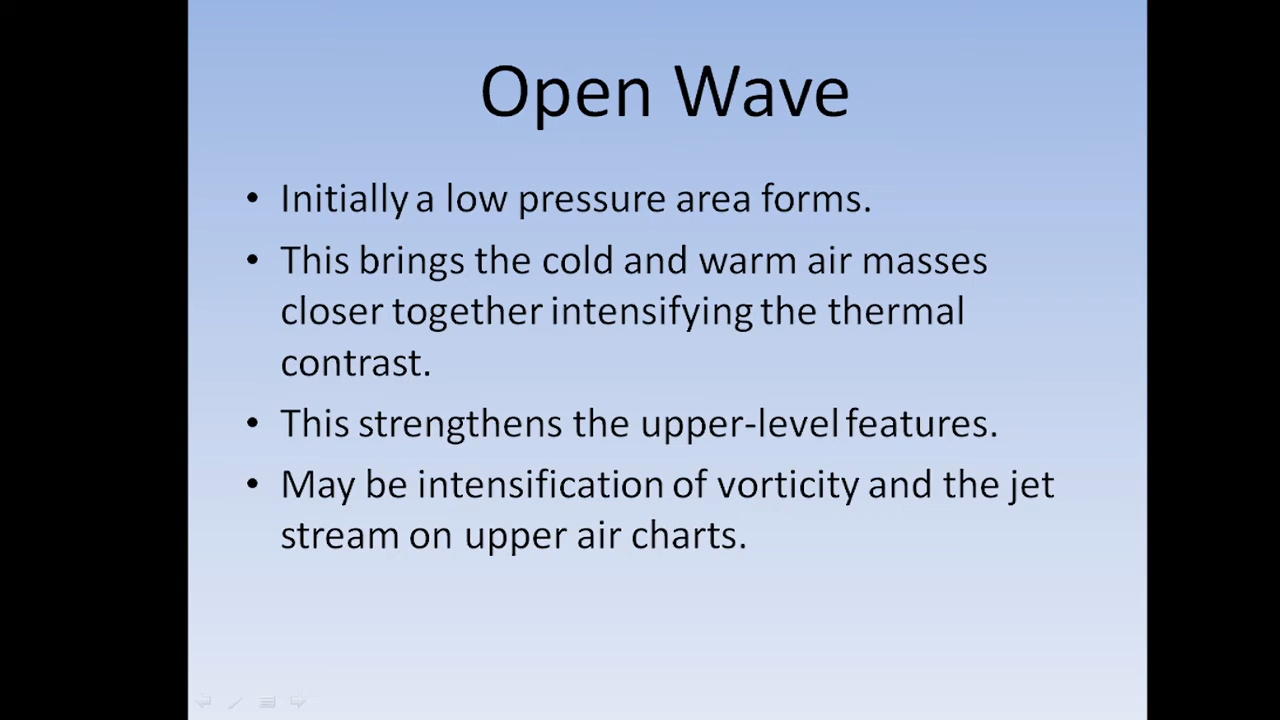 Open Wave
• Initially a low pressure area forms.
• This brings the cold and warm air masses
closer together intensifying the thermal
contrast.
• This strengthens the upper-level features.
• May be intensification of vorticity and the jet
stream on upper air charts.